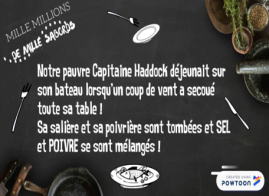 MILLE MILLIONS
DE MILLE SABORDS
Notre pauvre Capitaine Haddock déjeunait sur
son bateau lorsqu'un coup de vent a secoué
toute sa table !
Sa salière et sa poivrière sont tombées et SEL
et POIVRE se sont mélangés !
CREATED USING
POWTOON